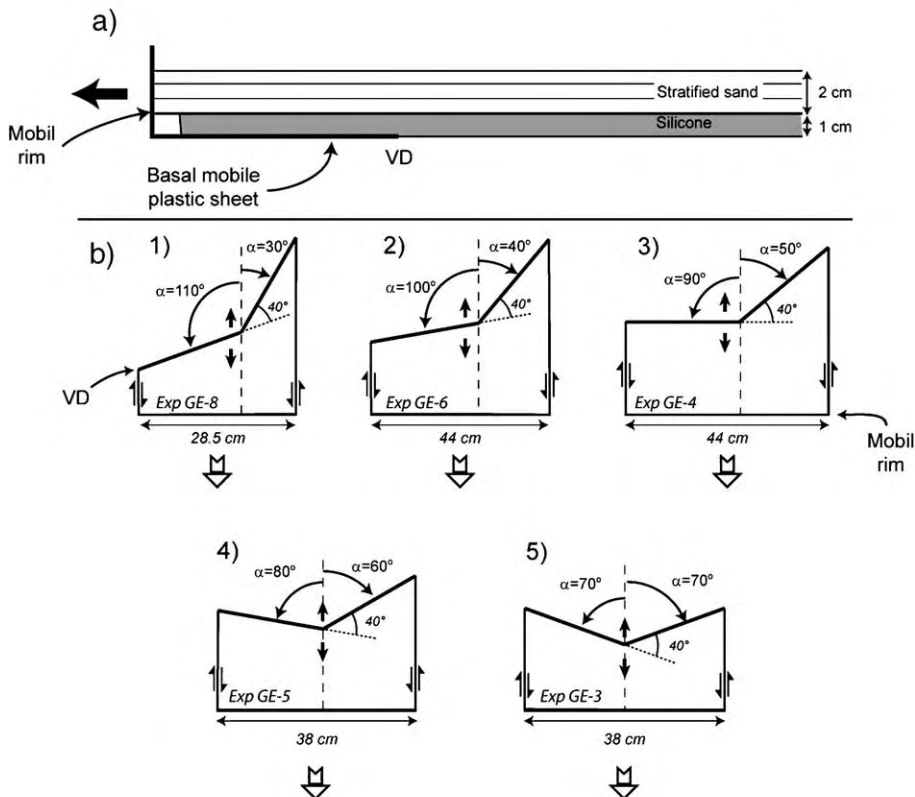 a)
Stratified sand
2 cm
Silicone
1 cm
Mobil
rim
VD
Basal mobile
plastic sheet
b)
1)
α=30°
α=110°
40°
VD
Exp GE-8
28.5 cm
2)
α=40°
α=100°
40°
Exp GE-6
44 cm
3)
α=50°
α=90°
40°
Exp GE-4
44 cm
Mobil
rim
4)
α=80°
α=60°
40°
Exp GE-5
38 cm
5)
α=70°
α=70°
40°
Exp GE-3
38 cm